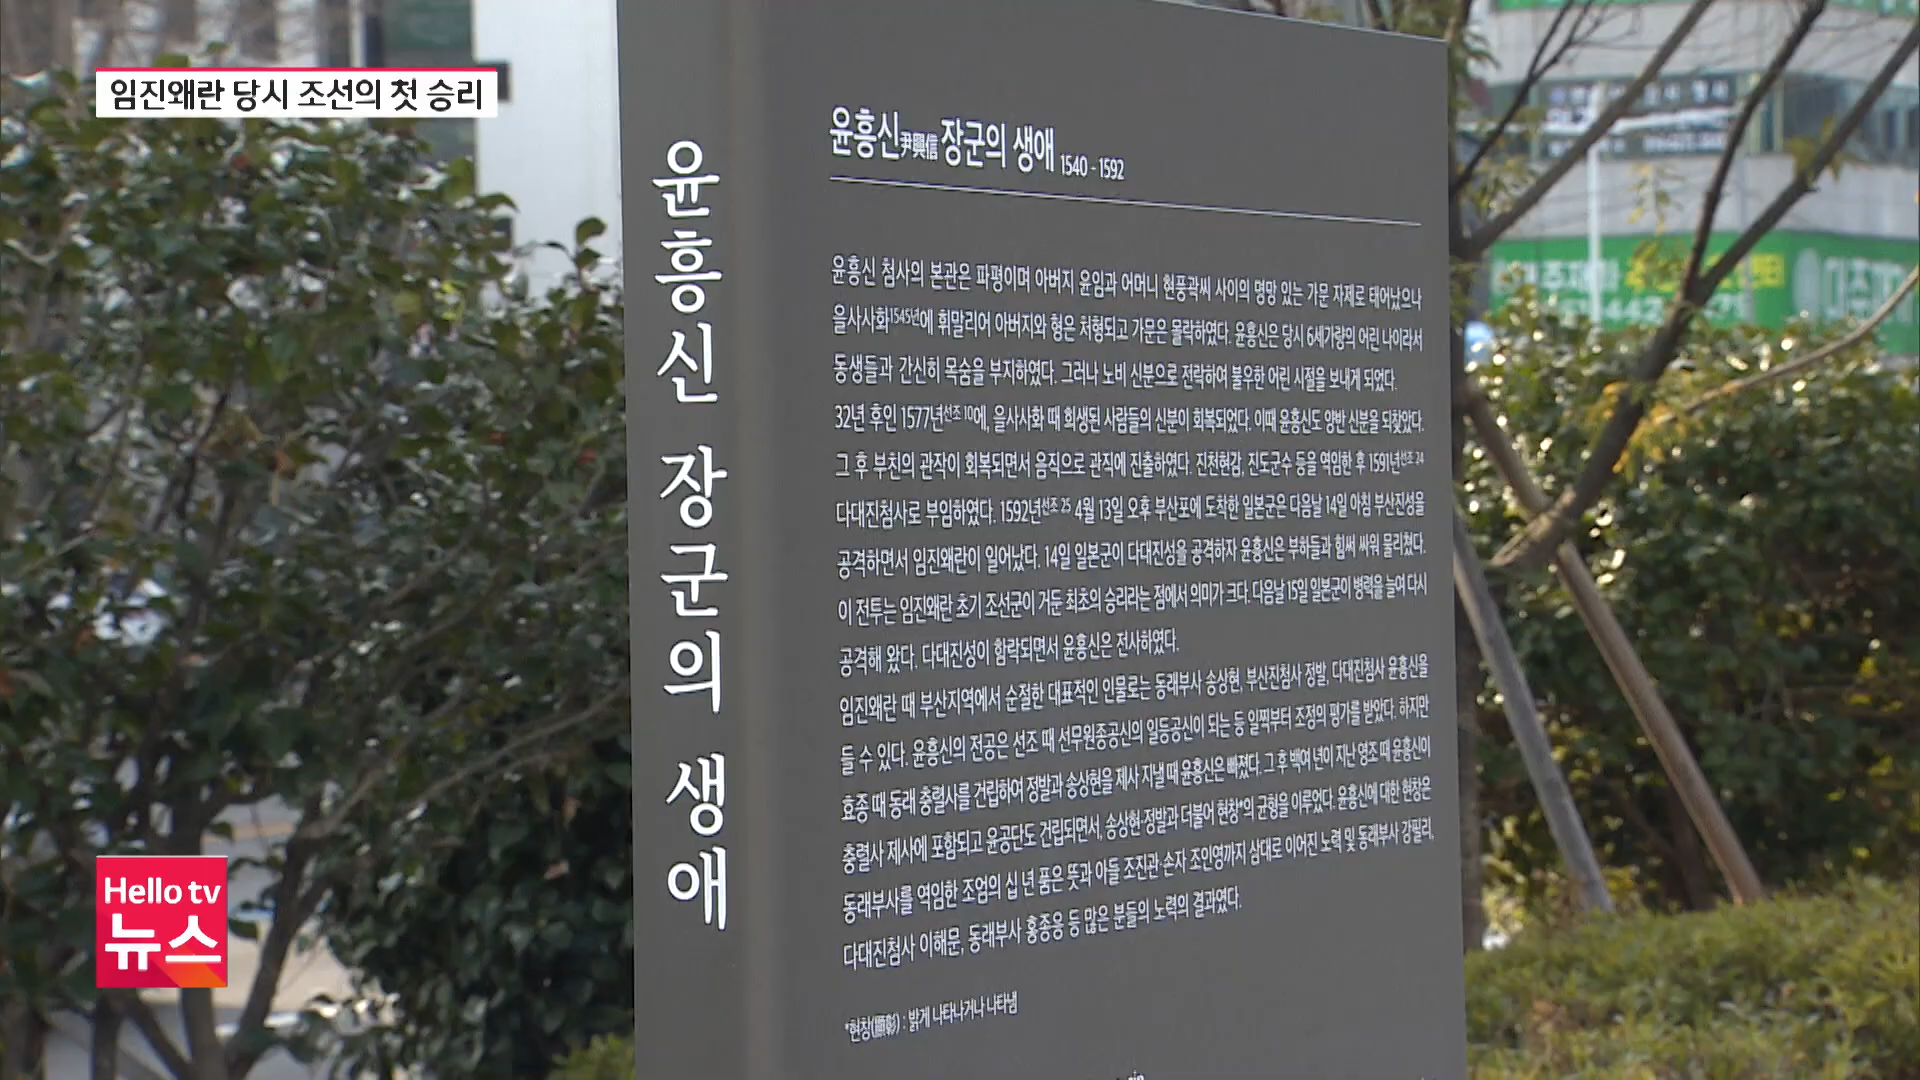 임진왜란 당시 조선의 첫 승리
윤흥신 장군의 생애
윤흥신尹興信 장군의 생애 1540 - 1592
윤흥신 첨사의 본관은 파평이며 아버지 윤임과 어머니 현풍곽씨 사이의 명망 있는 가문 자제로 태어났으나
을사사화1545년에 휘말리어 아버지와 형은 처형되고 가문은 몰락하였다. 윤흥신은 당시 6세가량의 어린 나이라서
동생들과 간신히 목숨을 부지하였다. 그러나 노비 신분으로 전락하여 불우한 어린 시절을 보내게 되었다.
32년 후인 1577년선조 10에, 을사사화 때 희생된 사람들의 신분이 회복되었다. 이때 윤흥신도 양반 신분을 되찾았다.
그 후 부친의 관작이 회복되면서 음직으로 관직에 진출하였다. 진천현감, 진도군수 등을 역임한 후 1591년선조 24
다대진첨사로 부임하였다. 1592년선조 25 4월 13일 오후 부산포에 도착한 일본군은 다음날 14일 아침 부산진성을
공격하면서 임진왜란이 일어났다. 14일 일본군이 다대진성을 공격하자 윤흥신은 부하들과 힘써 싸워 물리쳤다.
이 전투는 임진왜란 초기 조선군이 거둔 최초의 승리라는 점에서 의미가 크다. 다음날 15일 일본군이 병력을 늘여 다시
공격해 왔다. 다대진성이 함락되면서 윤흥신은 전사하였다.
임진왜란 때 부산지역에서 순절한 대표적인 인물로는 동래부사 송상현, 부산진첨사 정발, 다대진첨사 윤흥신을
들 수 있다. 윤흥신의 전공은 선조 때 선무원종공신의 일등공신이 되는 등 일찍부터 조정의 평가를 받았다. 하지만
효종 때 동래 충렬사를 건립하여 정발과 송상현을 제사 지낼 때 윤흥신은 빠졌다. 그 후 백여 년이 지난 영조 때 윤흥신이
충렬사 제사에 포함되고 윤공단도 건립되면서, 송상현·정발과 더불어 현창*의 균형을 이루었다. 윤흥신에 대한 현창은
동래부사를 역임한 조엄의 십 년 품은 뜻과 아들 조진관·손자 조인영까지 삼대로 이어진 노력 및 동래부사 강필리,
다대진첨사 이해문, 동래부사 홍종응 등 많은 분들의 노력의 결과였다.
*현창(顯彰) : 밝게 나타나거나 나타냄
Hello tv
뉴스